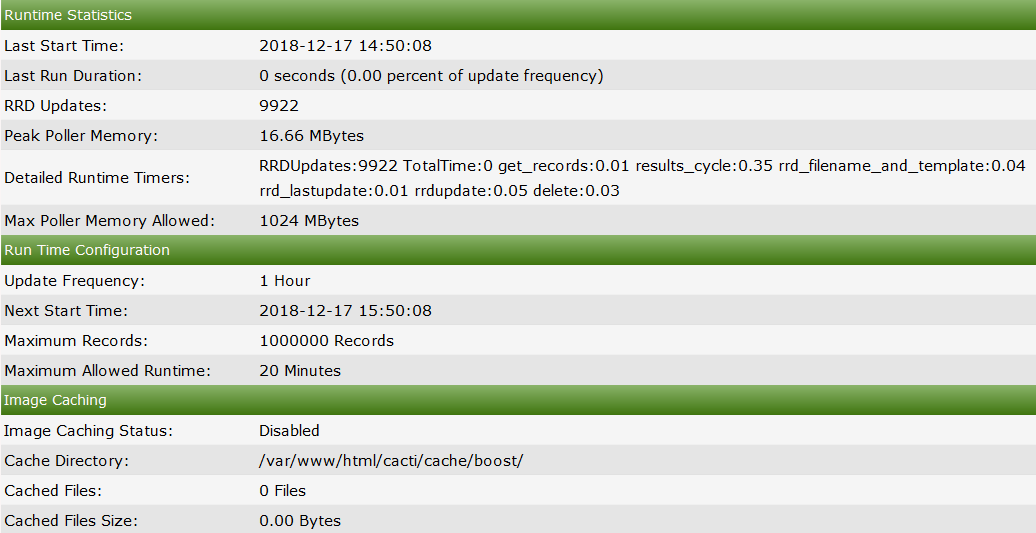 Runtime Statistics
Last Start Time: 2018-12-17 14:50:08
Last Run Duration: 0 seconds (0.00 percent of update frequency)
RRD Updates: 9922
Peak Poller Memory: 16.66 MBytes
Detailed Runtime Timers: RRDUpdates:9922 TotalTime:0 get_records:0.01 results_cycle:0.35 rrd_filename_and_template:0.04
rrd_lastupdate:0.01 rrdupdate:0.05 delete:0.03
Max Poller Memory Allowed: 1024 MBytes
Run Time Configuration
Update Frequency: 1 Hour
Next Start Time: 2018-12-17 15:50:08
Maximum Records: 1000000 Records
Maximum Allowed Runtime: 20 Minutes
Image Caching
Image Caching Status: Disabled
Cache Directory: /var/www/html/cacti/cache/boost/
Cached Files: 0 Files
Cached Files Size: 0.00 Bytes